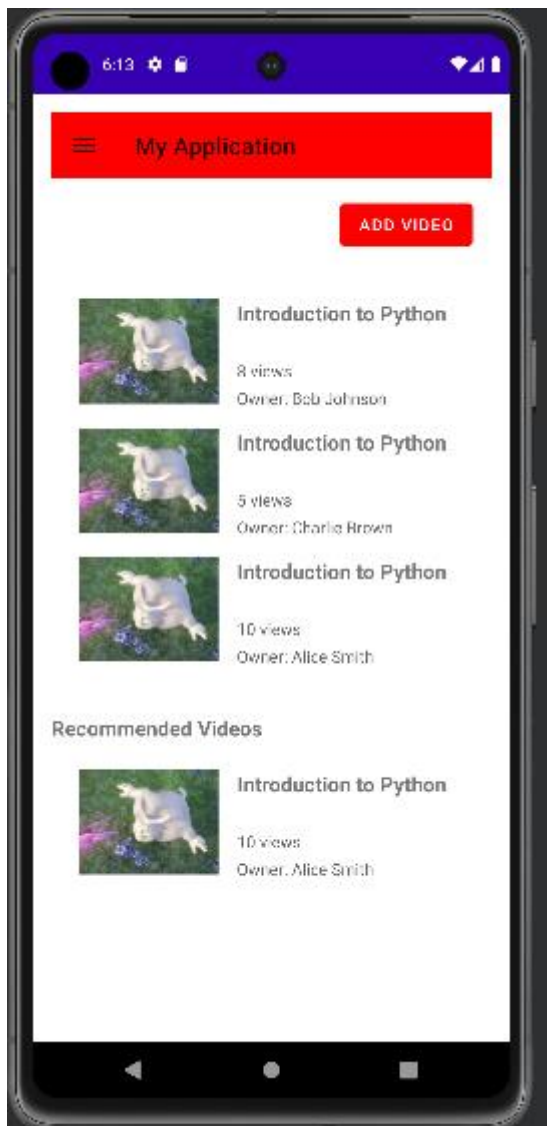 6:13
My Application
ADD VIDEO
Introduction to Python
8 views
Owner: Bob Johnson
Introduction to Python
5 views
Owner: Charlie Brown
Introduction to Python
10 views
Owner: Alice Smith
Recommended Videos
Introduction to Python
10 views
Owner: Alice Smith